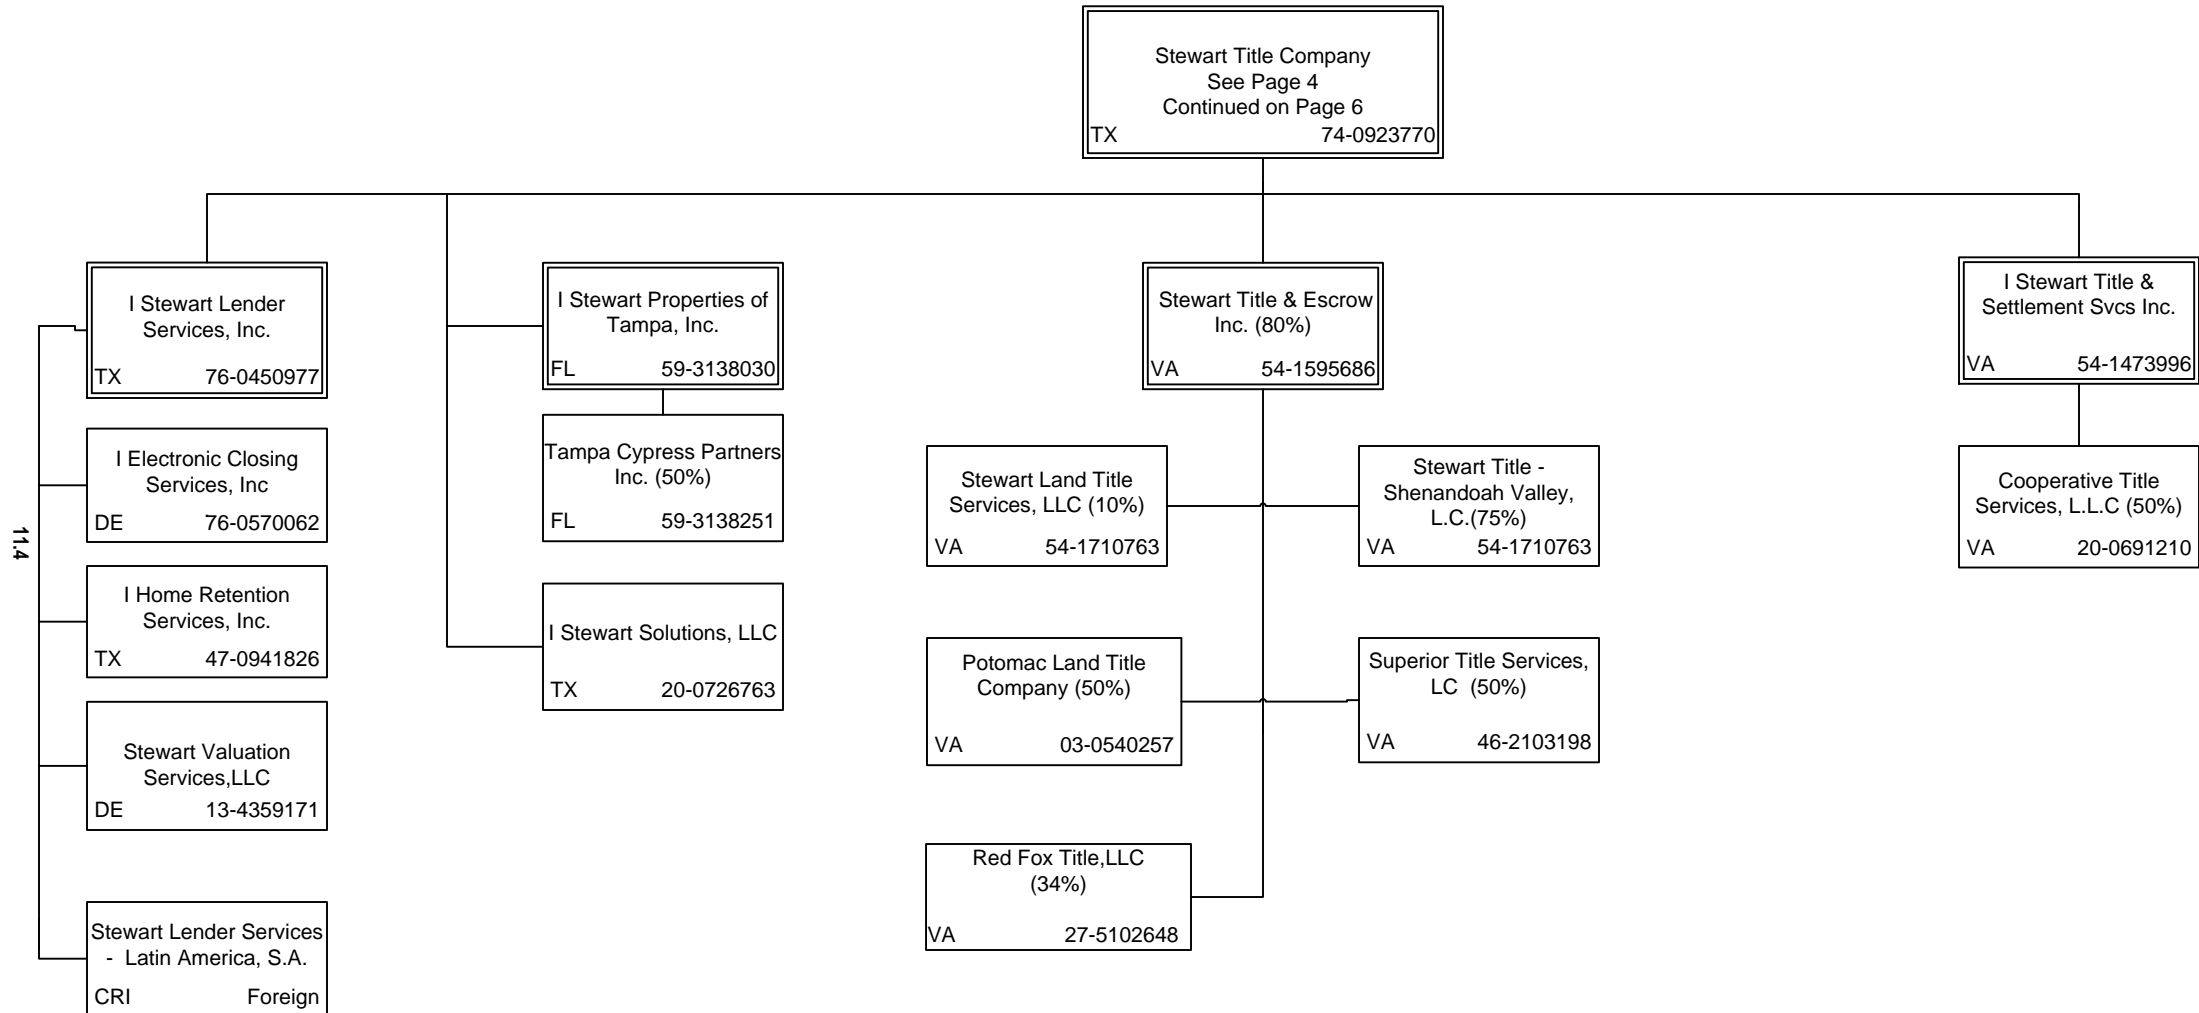 Stewart Title Company
See Page 4
Continued on Page 6
TX 74-0923770
I Stewart Lender
Services, Inc.
TX 76-0450977
I Electronic Closing
Services, Inc
DE 76-0570062
I Home Retention
Services, Inc.
TX 47-0941826
Stewart Valuation
Services,LLC
DE 13-4359171
Stewart Lender Services
- Latin America, S.A.
CRI Foreign
11.4
I Stewart Properties of
Tampa, Inc.
FL 59-3138030
Tampa Cypress Partners
Inc. (50%)
FL 59-3138251
I Stewart Solutions, LLC
TX 20-0726763
Stewart Title & Escrow
Inc. (80%)
VA 54-1595686
Stewart Land Title
Services, LLC (10%)
VA 54-1710763
Stewart Title -
Shenandoah Valley,
L.C.(75%)
VA 54-1710763
Potomac Land Title
Company (50%)
VA 03-0540257
Superior Title Services,
LC (50%)
VA 46-2103198
Red Fox Title,LLC
(34%)
VA 27-5102648
I Stewart Title &
Settlement Svcs Inc.
VA 54-1473996
Cooperative Title
Services, L.L.C (50%)
VA 20-0691210